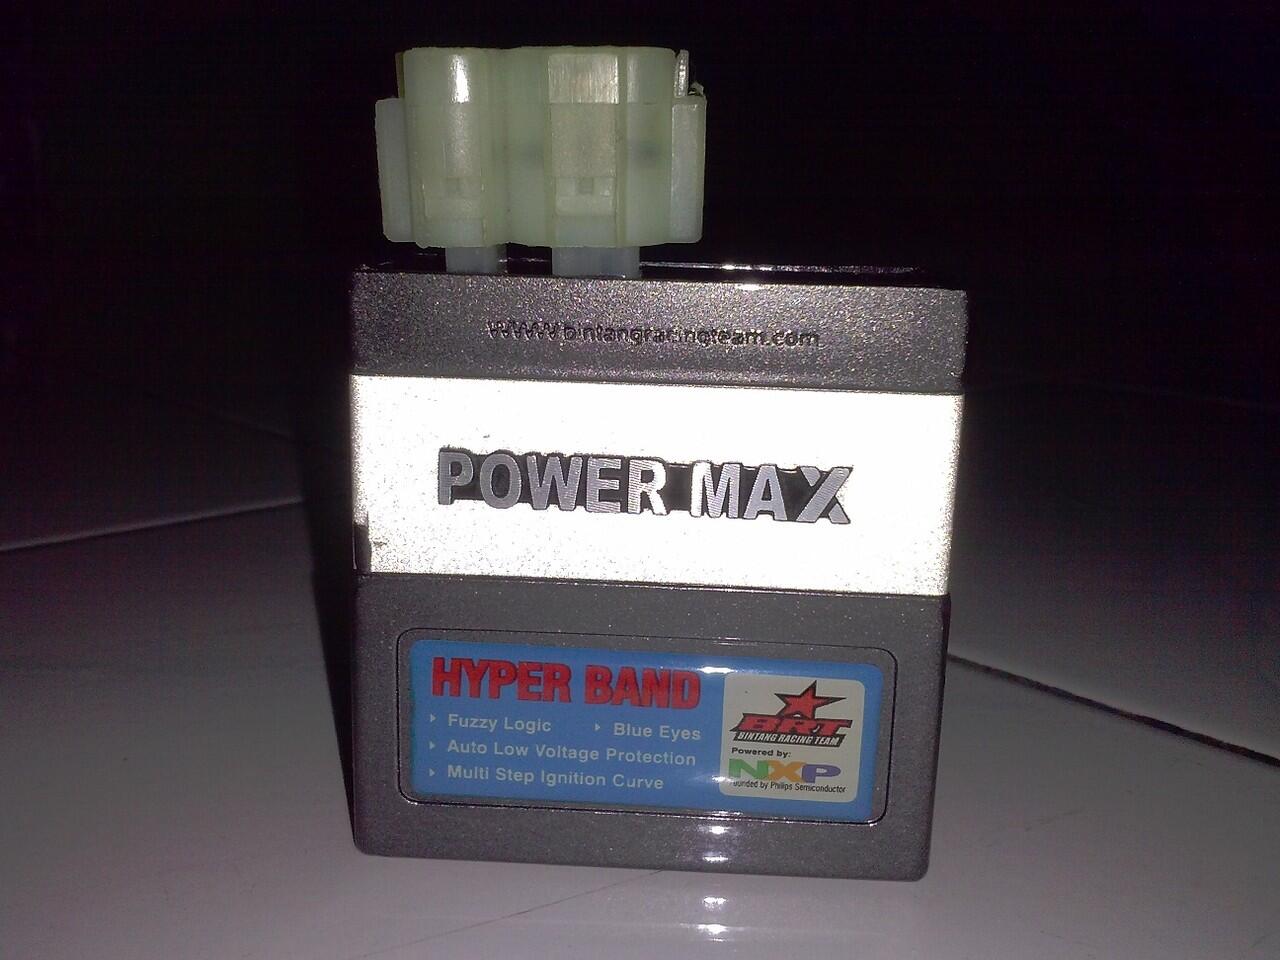 www.bintangracingteam.com
POWER MAX
HYPER BAND
Fuzzy Logic
Blue Eyes
Auto Low Voltage Protection
Multi Step Ignition Curve
BRT
BINTANG RACING TEAM
Powered by:
NXP
founded by Philips Semiconductor